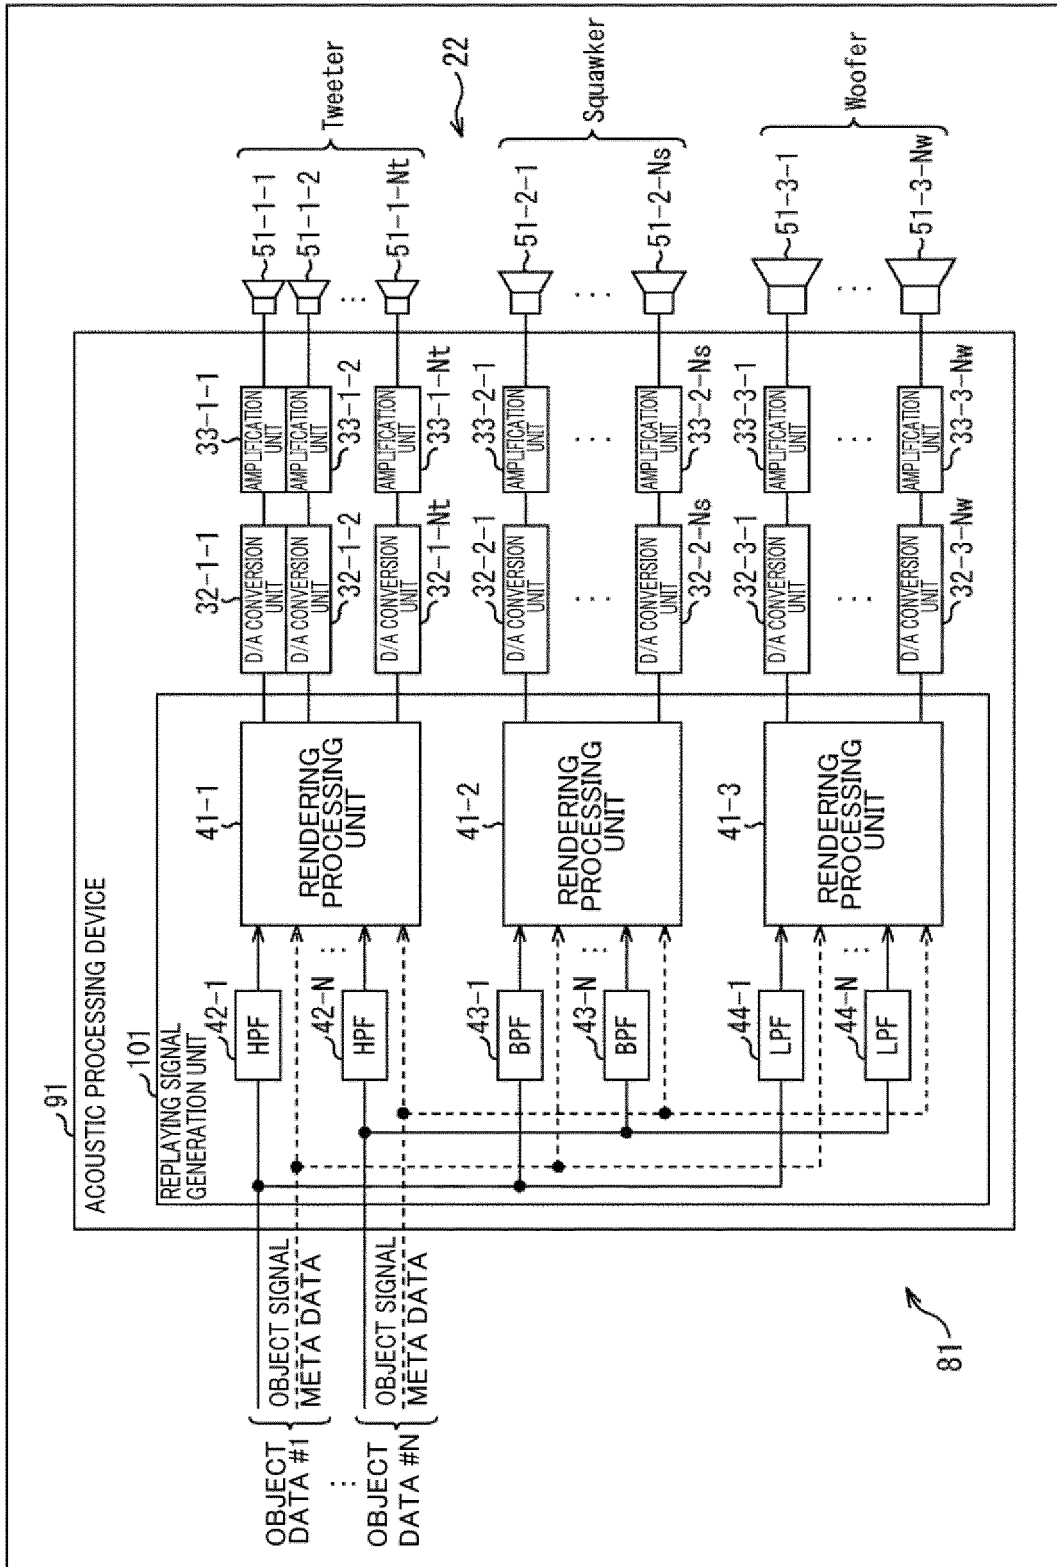 ACOUSTIC PROCESSING DEVICE
91
REPLAYING SIGNAL
GENERATION UNIT
101
OBJECT
DATA #1
OBJECT SIGNAL
META DATA
⋮
OBJECT
DATA #N
OBJECT SIGNAL
META DATA
81
42-1
HPF
⋮
42-N
HPF
43-1
BPF
⋮
43-N
BPF
44-1
LPF
⋮
44-N
LPF
41-1
RENDERING
PROCESSING
UNIT
41-2
RENDERING
PROCESSING
UNIT
41-3
RENDERING
PROCESSING
UNIT
32-1-1
D/A CONVERSION
UNIT
D/A CONVERSION
UNIT
32-1-2
D/A CONVERSION
UNIT
32-1-Nt
32-2-1
D/A CONVERSION
UNIT
...
D/A CONVERSION
UNIT
32-2-Ns
32-3-1
D/A CONVERSION
UNIT
...
D/A CONVERSION
UNIT
32-3-Nw
33-1-1
AMPLIFICATION
UNIT
AMPLIFICATION
UNIT
33-1-2
AMPLIFICATION
UNIT
33-1-Nt
33-2-1
AMPLIFICATION
UNIT
...
AMPLIFICATION
UNIT
33-2-Ns
33-3-1
AMPLIFICATION
UNIT
...
AMPLIFICATION
UNIT
33-3-Nw
51-1-1
51-1-2
...
51-1-Nt
Tweeter
22
51-2-1
...
51-2-Ns
Squawker
51-3-1
...
51-3-Nw
Woofer